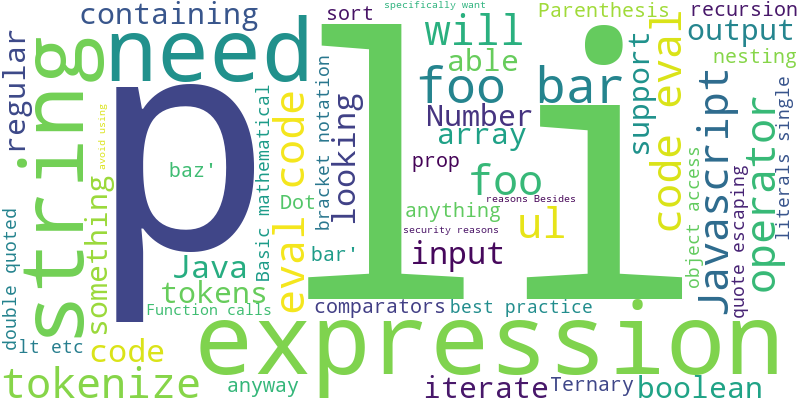 containing
sort
specifically want
Parenthesis
recursion
need
will
output
regular
string
able
nesting
p
li
foo bar
support
code eval
Javascript
operator
literals single
eval code
Basic mathematical
bracket notation
looking
Number
array
prop
foo
avoid using
baz'
Dot
anything
reasons Besides
ul
security reasons
object access
quote escaping
something
double quoted
Java
bar'
input
tokens
Function calls
comparators
best practice
lt etc
code
expression
tokenize
anyway
iterate
Ternary
boolean